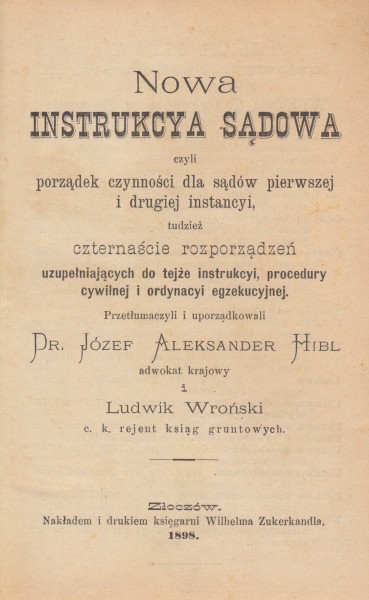 Nowa
INSTRUKCYA SĄDOWA
czyli
porządek czynności dla sądów pierwszej
i drugiej instancyi,
tudzież
czternaście rozporządzeń
uzupełniających do tejże instrukcyi, procedury
cywilnej i ordynacyi egzekucyjnej.
Przetłumaczyli i uporządkowali
DR. JÓZEF ALEKSANDER HIBL
adwokat krajowy
i
Ludwik Wroński
c. k. rejent ksiąg gruntowych.
Złoczów.
Nakładem i drukiem księgarni Wilhelma Zukerkandla.
1898.